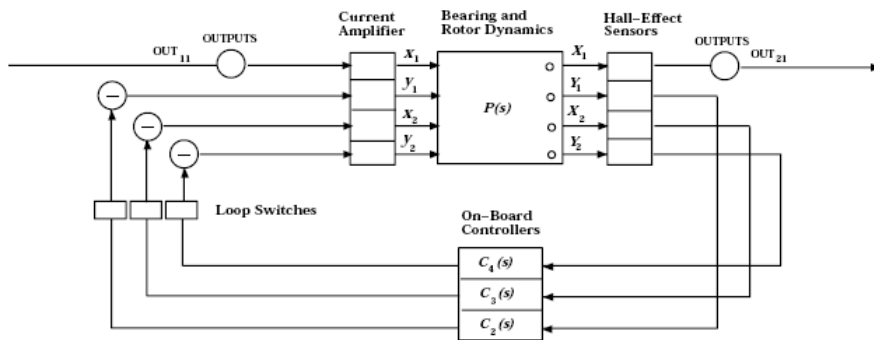 Current
Amplifier
Bearing and
Rotor Dynamics
Hall-Effect
Sensors
OUT11
OUTPUTS
X1
X1
OUTPUTS
OUT21
y1
Y1
P(s)
X2
X2
y2
Y2
Loop Switches
On-Board
Controllers
C4(s)
C3(s)
C2(s)